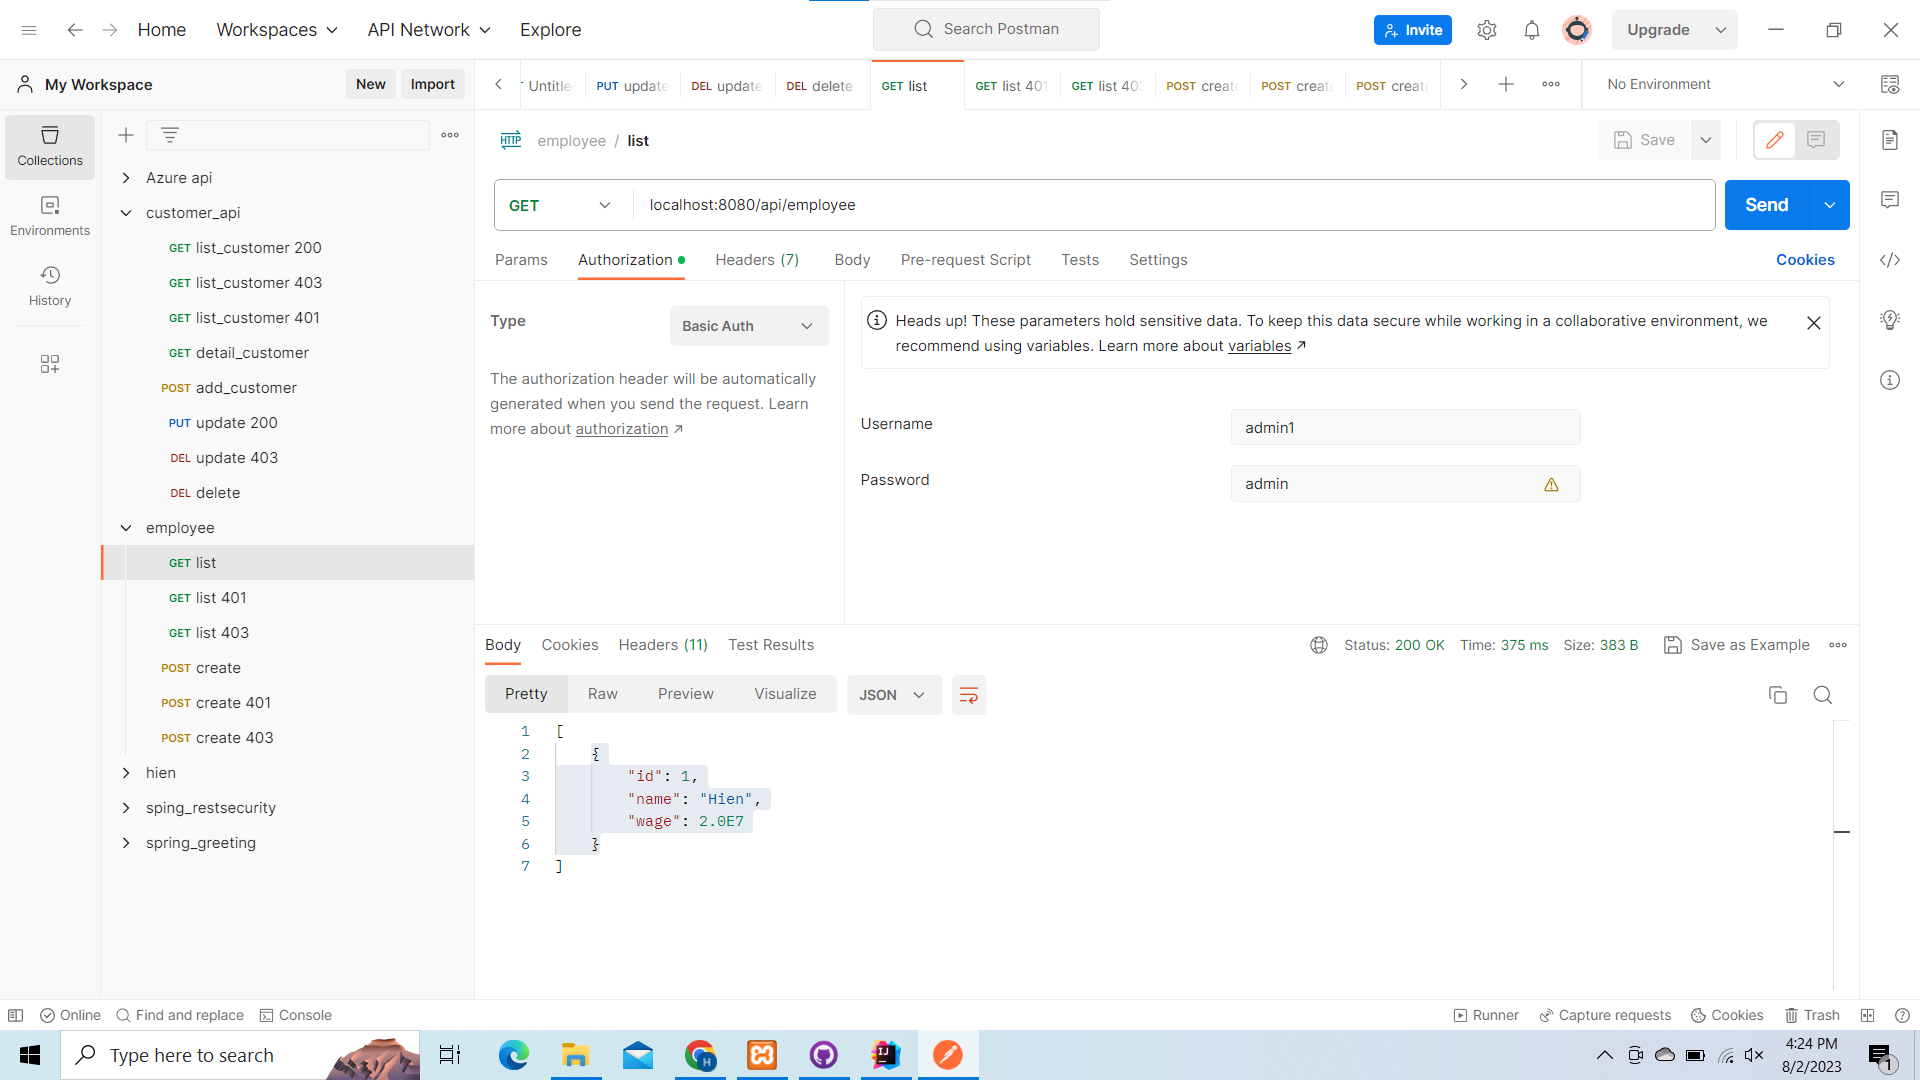 Home Workspaces API Network Explore Search Postman Invite Upgrade
My Workspace New Import Untitle PUT update DEL update DEL delete GET list GET list 401 GET list 403 POST create POST create POST create No Environment
Collections
Environments
History
Azure api
customer_api
GET list_customer 200
GET list_customer 403
GET list_customer 401
GET detail_customer
POST add_customer
PUT update 200
DEL update 403
DEL delete
employee
GET list
GET list 401
GET list 403
POST create
POST create 401
POST create 403
hien
sping_restsecurity
spring_greeting
HTTP employee / list Save
GET localhost:8080/api/employee Send
Params Authorization Headers (7) Body Pre-request Script Tests Settings Cookies
Type Basic Auth
The authorization header will be automatically
generated when you send the request. Learn
more about authorization ↗
Heads up! These parameters hold sensitive data. To keep this data secure while working in a collaborative environment, we
recommend using variables. Learn more about variables ↗
Username admin1
Password admin
Body Cookies Headers (11) Test Results Status: 200 OK Time: 375 ms Size: 383 B Save as Example
Pretty Raw Preview Visualize JSON
1 [
2 {
3 "id": 1,
4 "name": "Hien",
5 "wage": 2.0E7
6 }
7 ]
Online Find and replace Console Runner Capture requests Cookies Trash
Type here to search
4:24 PM
8/2/2023
1